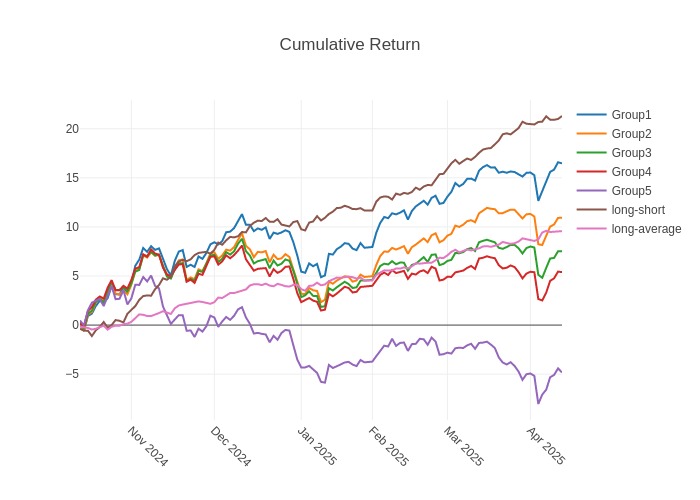 Cumulative Return
20
15
10
5
0
−5
Nov 2024
Dec 2024
Jan 2025
Feb 2025
Mar 2025
Apr 2025
Group1
Group2
Group3
Group4
Group5
long-short
long-average